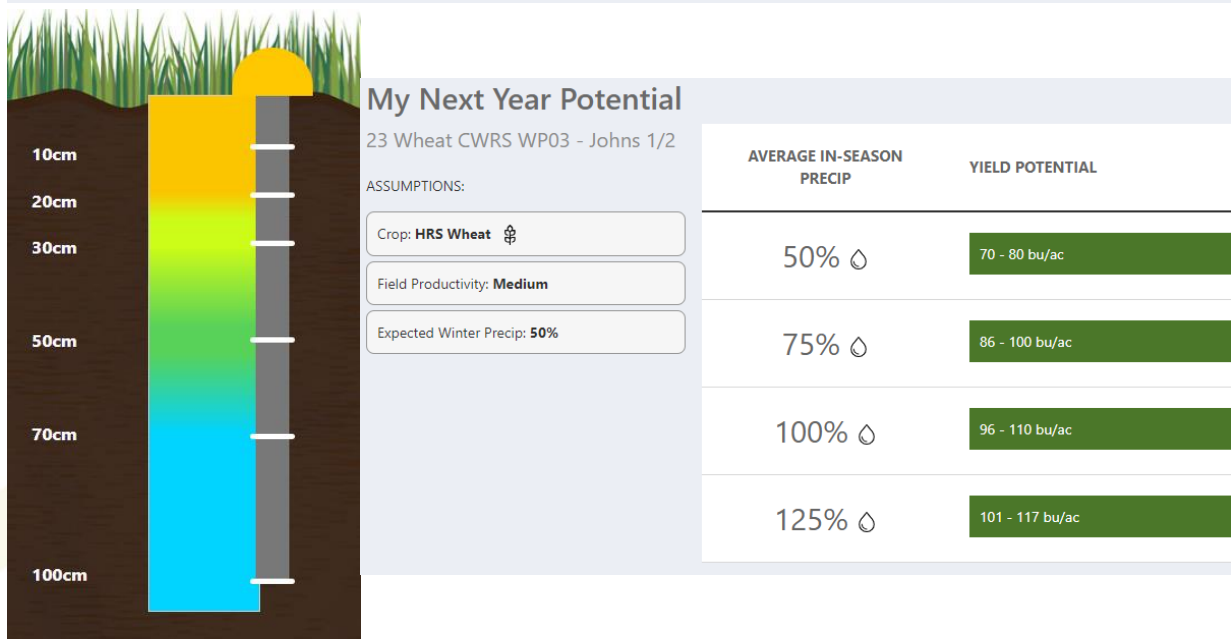 10cm
20cm
30cm
50cm
70cm
100cm
My Next Year Potential
23 Wheat CWRS WP03 - Johns 1/2
ASSUMPTIONS:
Crop: HRS Wheat
Field Productivity: Medium
Expected Winter Precip: 50%
AVERAGE IN-SEASON
PRECIP
YIELD POTENTIAL
50%
70 - 80 bu/ac
75%
86 - 100 bu/ac
100%
96 - 110 bu/ac
125%
101 - 117 bu/ac